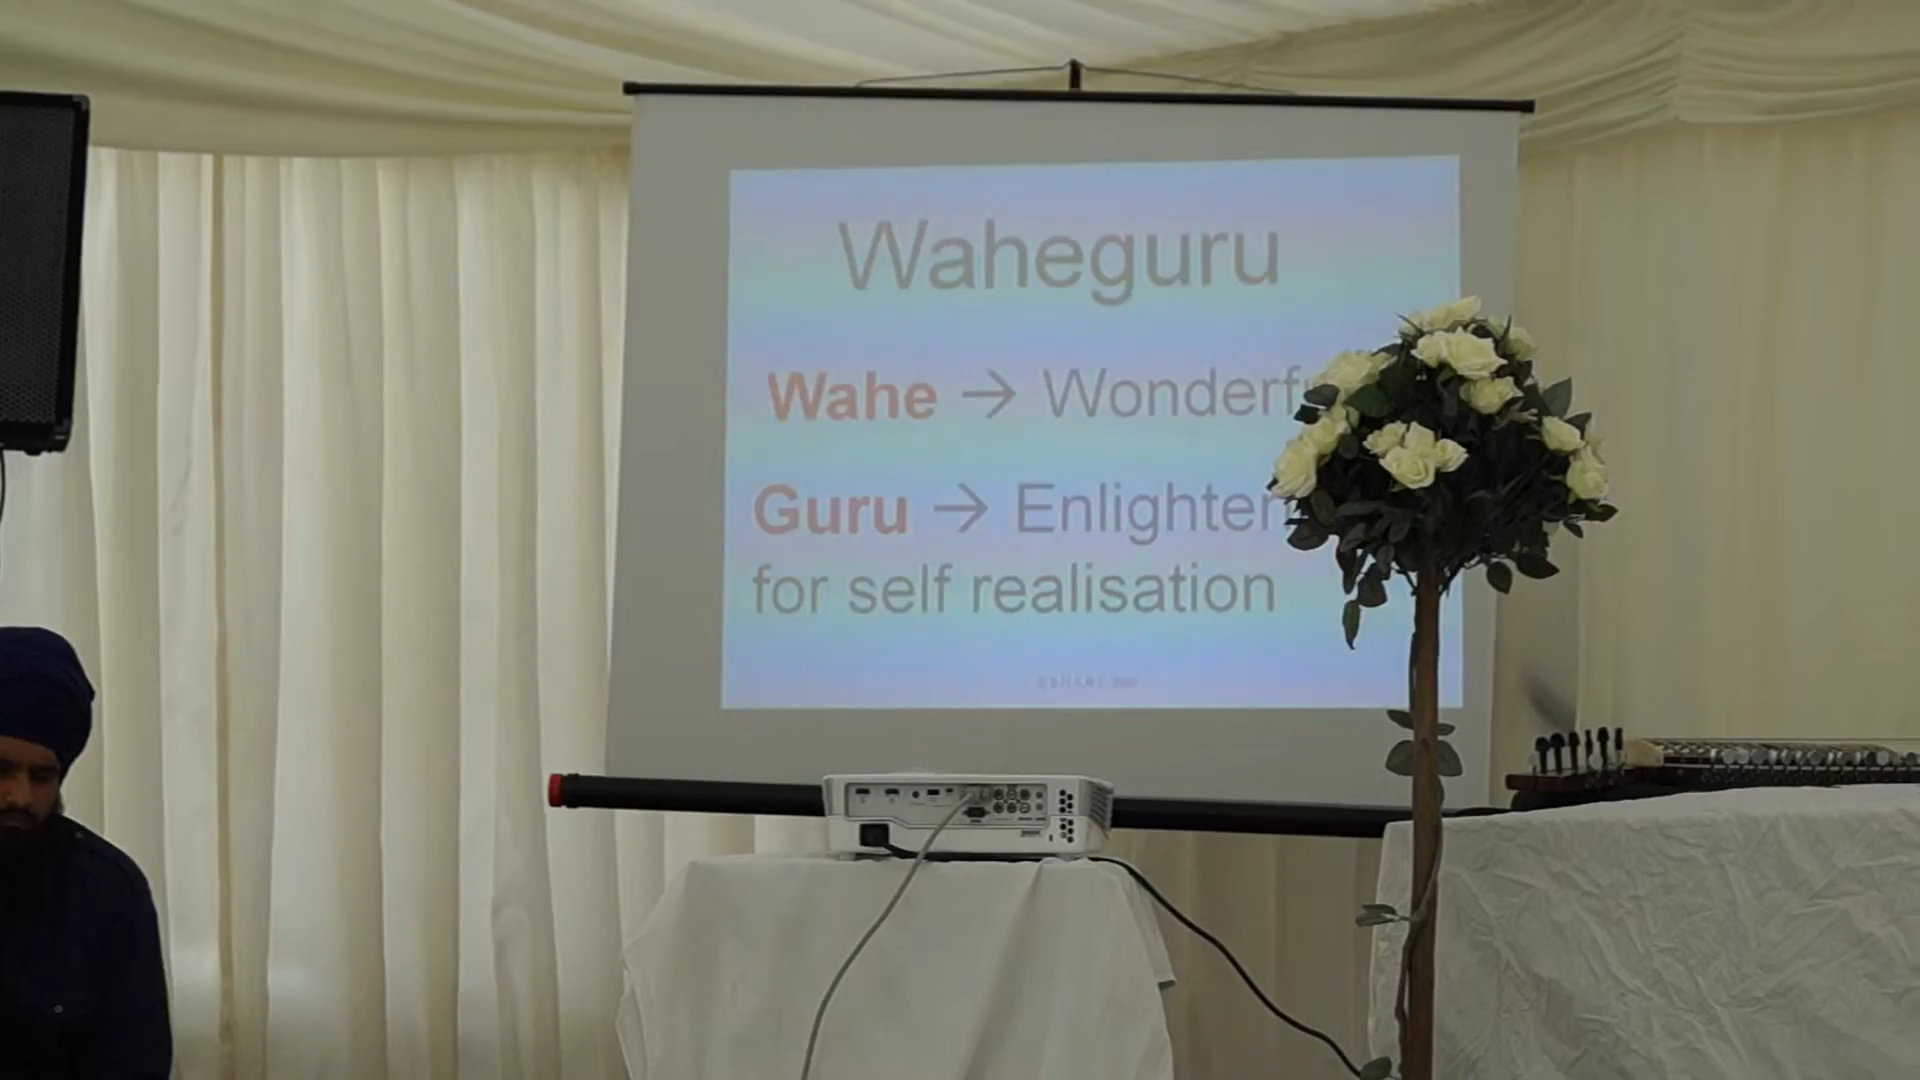 Waheguru
Wahe → Wonderf
Guru → Enlighten
for self realisation